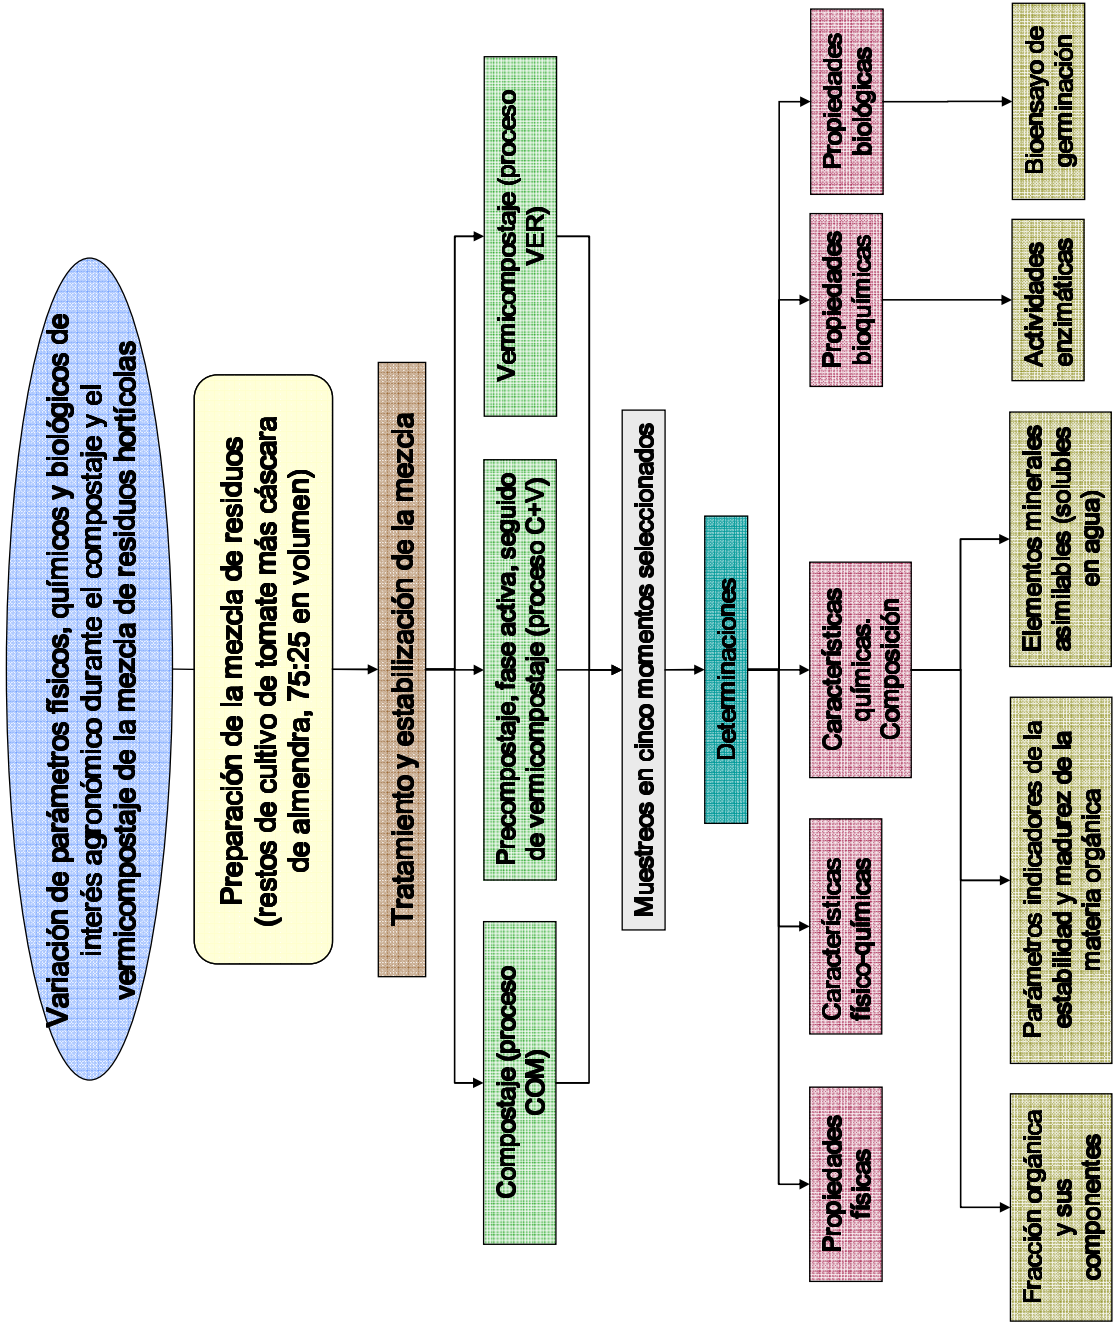 Variación de parámetros físicos, químicos y biológicos de
interés agronómico durante el compostaje y el
vermicompostaje de la mezcla de residuos hortícolas
Preparación de la mezcla de residuos
(restos de cultivo de tomate más cáscara
de almendra, 75:25 en volumen)
Tratamiento y estabilización de la mezcla
Compostaje (proceso
COM)
Precompostaje, fase activa, seguido
de vermicompostaje (proceso C+V)
Vermicompostaje (proceso
VER)
Muestreos en cinco momentos seleccionados
Determinaciones
Propiedades
físicas
Características
físico-químicas
Características
químicas.
Composición
Propiedades
bioquímicas
Propiedades
biológicas
Fracción orgánica
y sus
componentes
Parámetros indicadores de la
estabilidad y madurez de la
materia orgánica
Elementos minerales
asimilables (solubles
en agua)
Actividades
enzimáticas
Bioensayo de
germinación